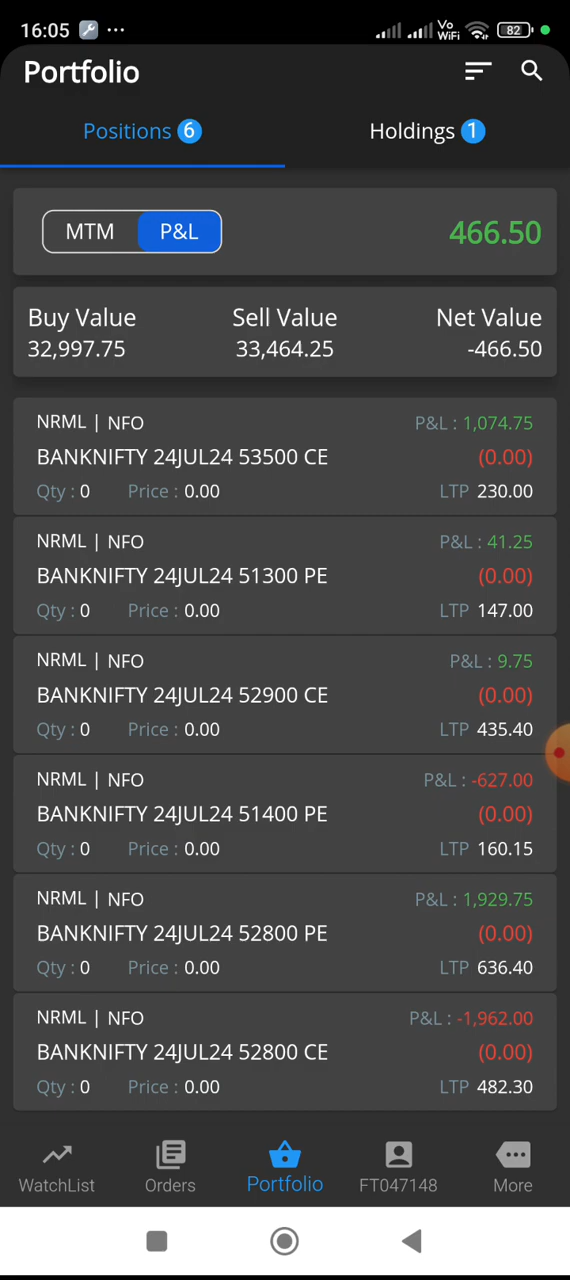 16:05 ... Vo WiFi 82
Portfolio
Positions 6 Holdings 1
MTM P&L 466.50
Buy Value Sell Value Net Value
32,997.75 33,464.25 -466.50
NRML | NFO P&L : 1,074.75
BANKNIFTY 24JUL24 53500 CE (0.00)
Qty : 0 Price : 0.00 LTP 230.00
NRML | NFO P&L : 41.25
BANKNIFTY 24JUL24 51300 PE (0.00)
Qty : 0 Price : 0.00 LTP 147.00
NRML | NFO P&L : 9.75
BANKNIFTY 24JUL24 52900 CE (0.00)
Qty : 0 Price : 0.00 LTP 435.40
NRML | NFO P&L : -627.00
BANKNIFTY 24JUL24 51400 PE (0.00)
Qty : 0 Price : 0.00 LTP 160.15
NRML | NFO P&L : 1,929.75
BANKNIFTY 24JUL24 52800 PE (0.00)
Qty : 0 Price : 0.00 LTP 636.40
NRML | NFO P&L : -1,962.00
BANKNIFTY 24JUL24 52800 CE (0.00)
Qty : 0 Price : 0.00 LTP 482.30
WatchList Orders Portfolio FT047148 More